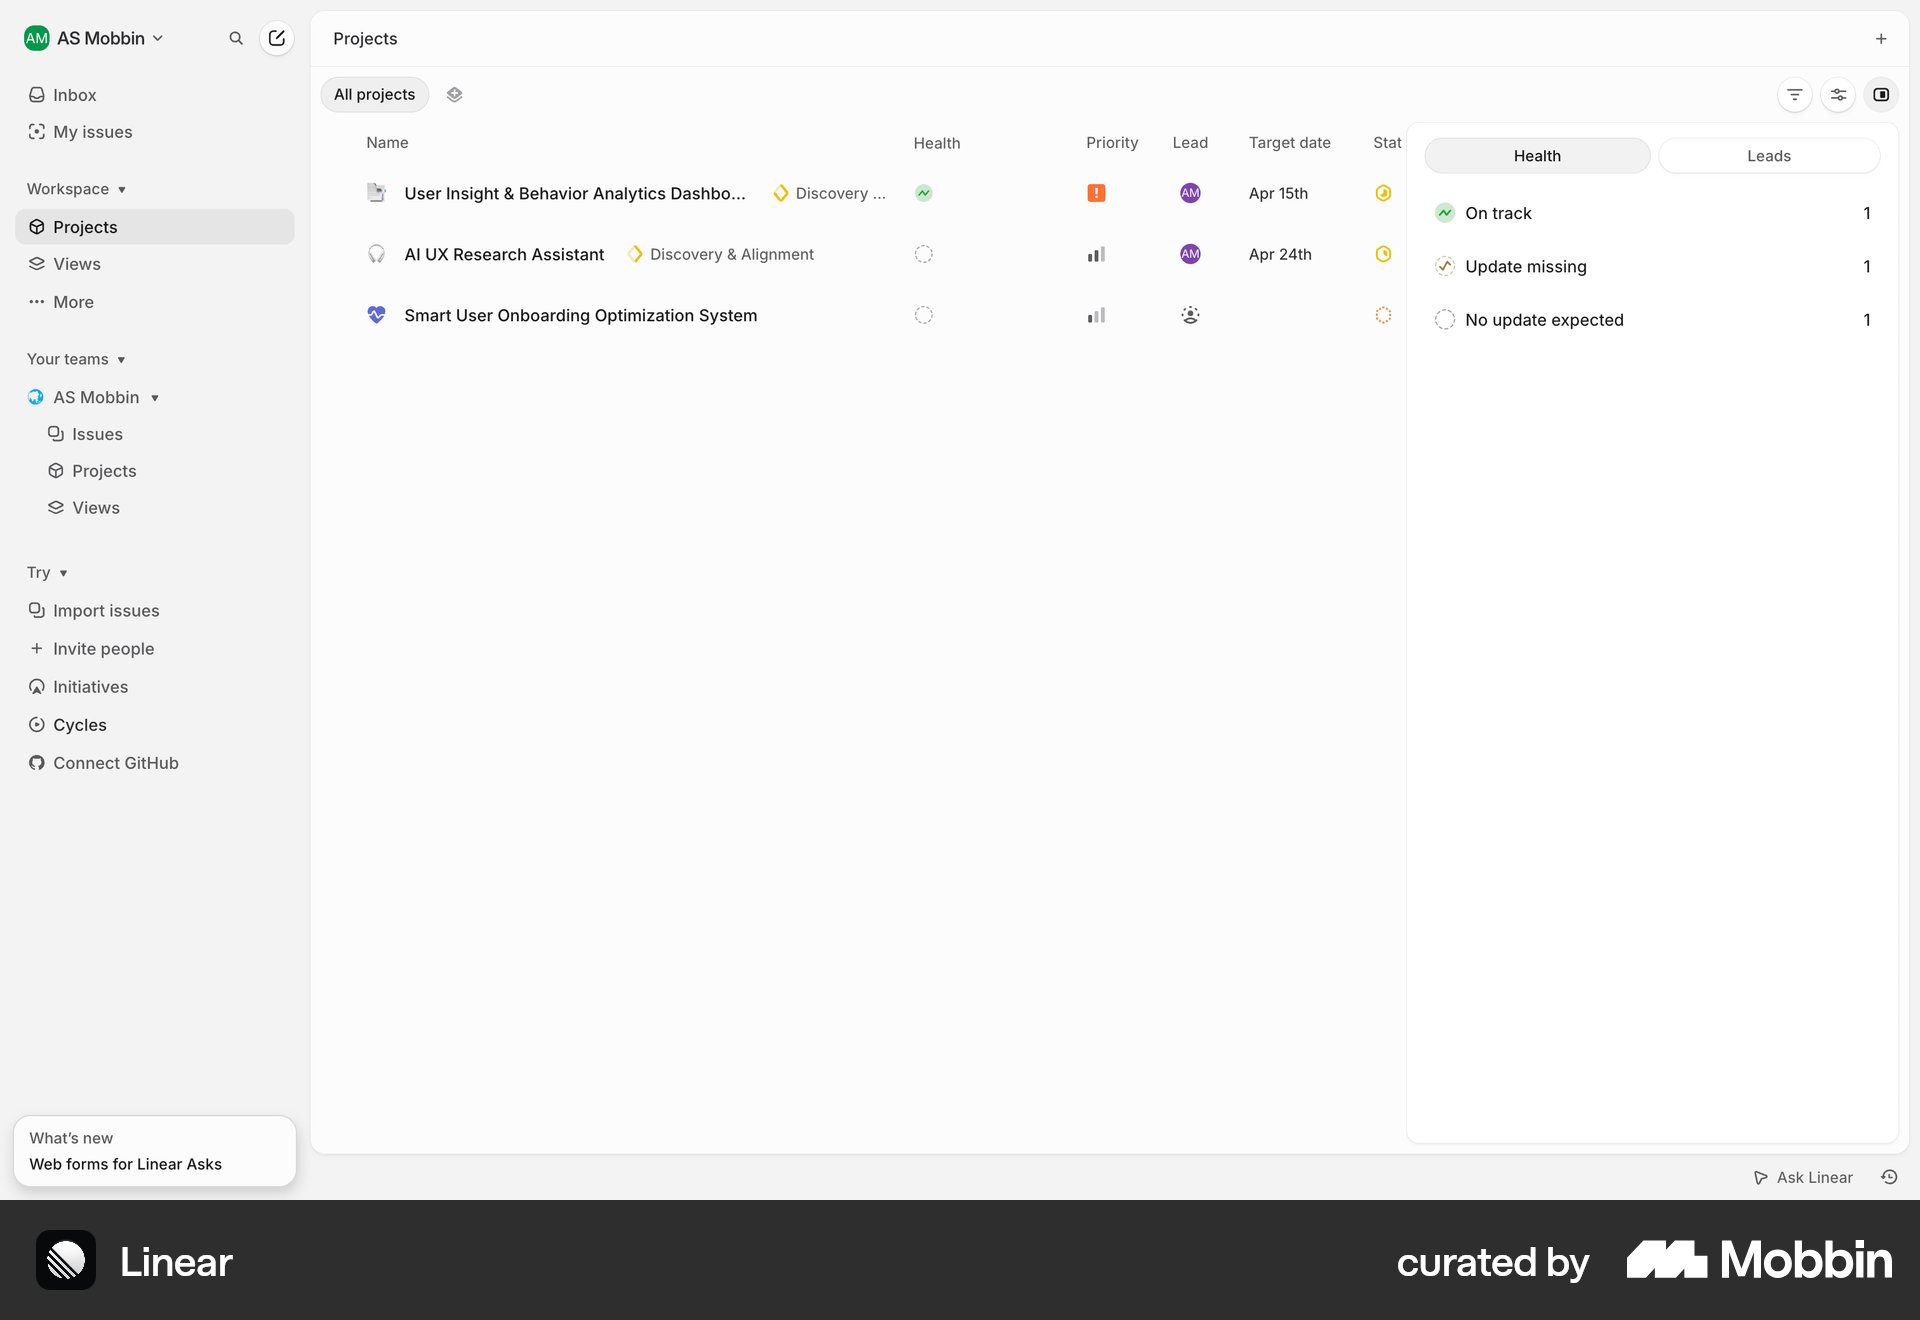 AM AS Mobbin
Inbox
My issues
Workspace
Projects
Views
More
Your teams
AS Mobbin
Issues
Projects
Views
Try
Import issues
Invite people
Initiatives
Cycles
Connect GitHub
What's new
Web forms for Linear Asks
Projects
All projects
Name Health Priority Lead Target date Stat
User Insight & Behavior Analytics Dashbo... Discovery ... AM Apr 15th
AI UX Research Assistant Discovery & Alignment AM Apr 24th
Smart User Onboarding Optimization System
Health Leads
On track 1
Update missing 1
No update expected 1
Ask Linear
Linear
curated by Mobbin